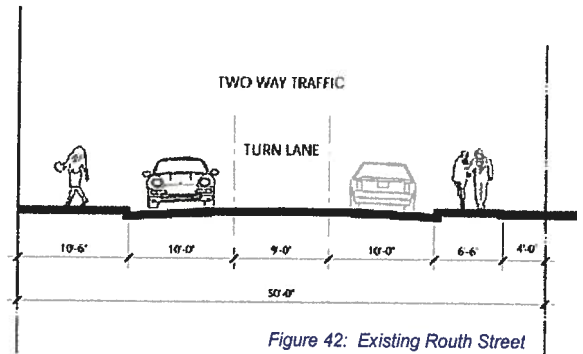 TWO WAY TRAFFIC
TURN LANE
10'-6" 10'-0" 9'-0" 10'-0" 6'-6" 4'-0"
50'-0"
Figure 42: Existing Routh Street